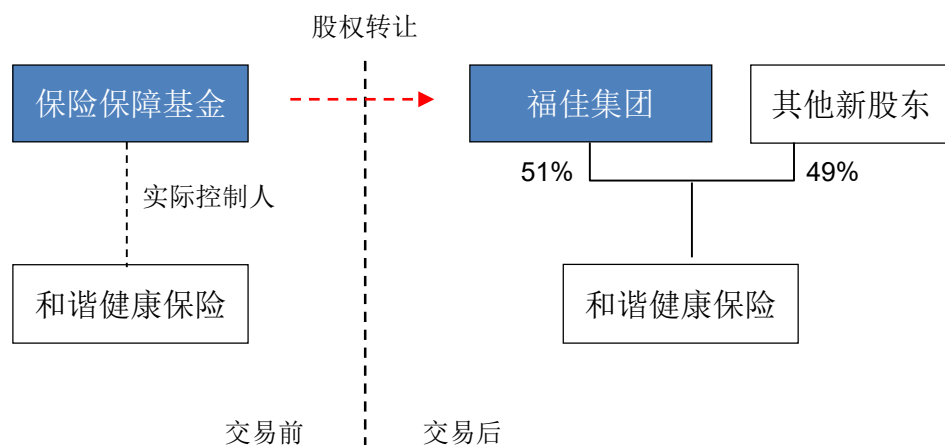 股权转让
保险保障基金
福佳集团
其他新股东
51%
49%
实际控制人
和谐健康保险
和谐健康保险
交易前
交易后